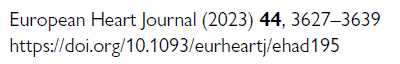 European Heart Journal (2023) 44, 3627–3639
https://doi.org/10.1093/eurheartj/ehad195